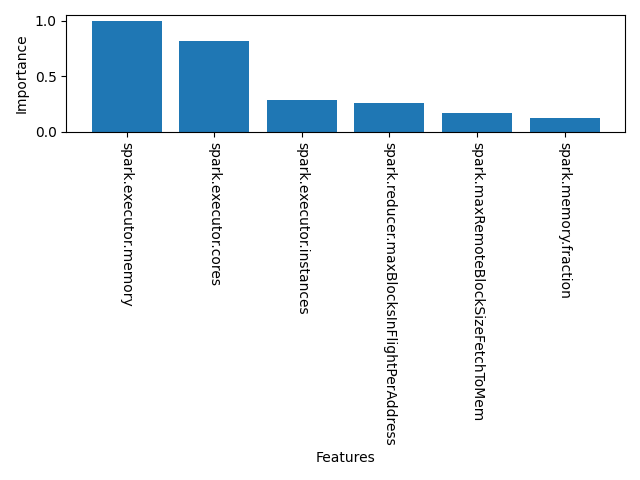 Importance
1.0
0.5
0.0
spark.executor.memory
spark.executor.cores
spark.executor.instances
spark.reducer.maxBlocksInFlightPerAddress
spark.maxRemoteBlockSizeFetchToMem
spark.memory.fraction
Features